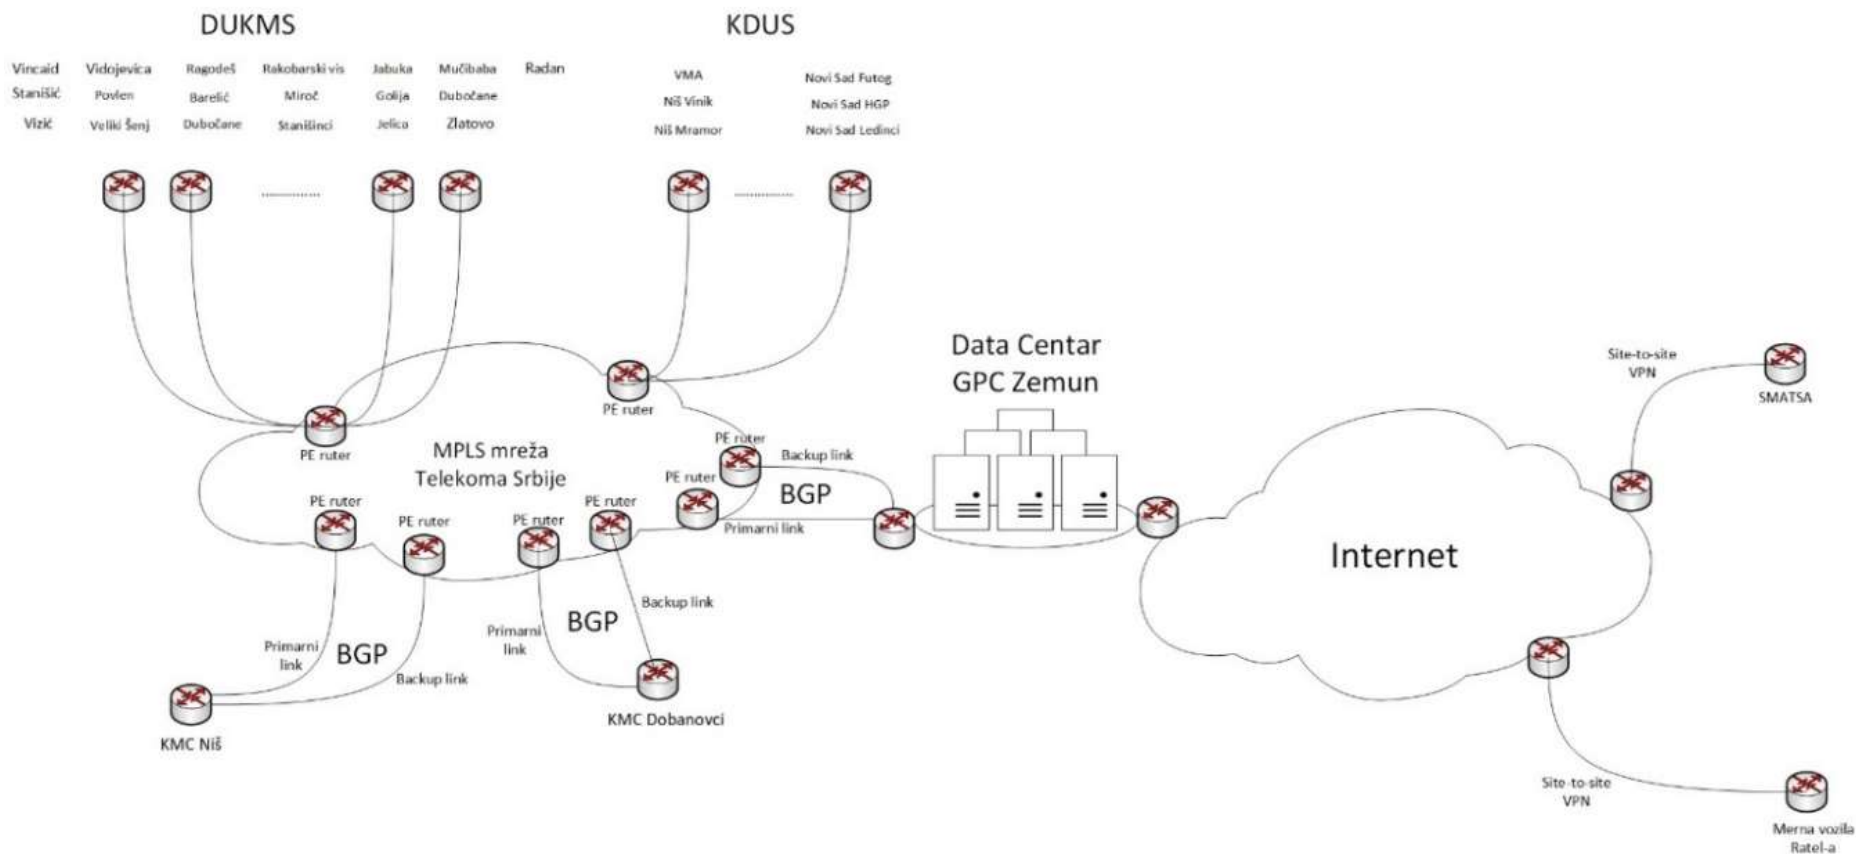 DUKMS
KDUS
Vincaid Vidojevica Ragodeš Rakobarski vis Jabuka Mučibaba Radan
Stanišić Povlen Barelić Miroč Golija Dubočane
Vizić Veliki Šenj Dubočane Stanišinci Jelica Zlatovo
VMA Novi Sad Futog
Niš Vinik Novi Sad HGP
Niš Mramor Novi Sad Ledinci
............... ...............
Data Centar
GPC Zemun
Site-to-site
VPN
SMATSA
PE ruter
PE ruter
MPLS mreža
Telekoma Srbije
PE ruter
Backup link
PE ruter
BGP
Primarni link
PE ruter
PE ruter
PE ruter
PE ruter
Internet
Primarni
link
BGP
Backup link
KMC Niš
Primarni
link
BGP
Backup link
KMC Dobanovci
Site-to-site
VPN
Merna vozila
Ratel-a